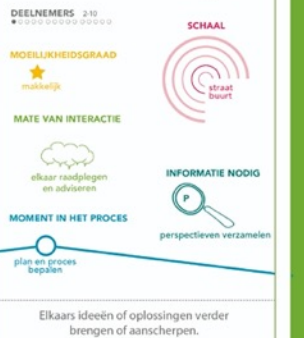 DEELNEMERS 2-10
SCHAAL
MOEILIJKHEIDSGRAAD
makkelijk
straat
buurt
MATE VAN INTERACTIE
elkaar raadplegen
en adviseren
INFORMATIE NODIG
P
perspectieven verzamelen
MOMENT IN HET PROCES
plan en proces
bepalen
Elkaars ideeën of oplossingen verder
brengen of aanscherpen.